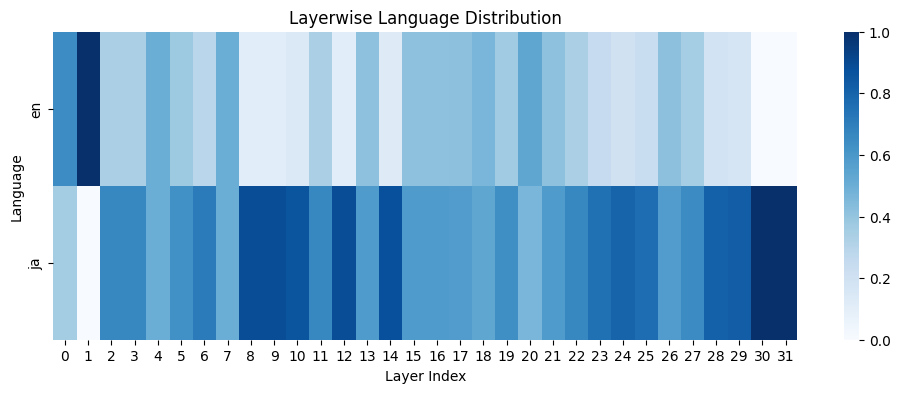 Layerwise Language Distribution
en
ja
Language
0 1 2 3 4 5 6 7 8 9 10 11 12 13 14 15 16 17 18 19 20 21 22 23 24 25 26 27 28 29 30 31
Layer Index
1.0
0.8
0.6
0.4
0.2
0.0